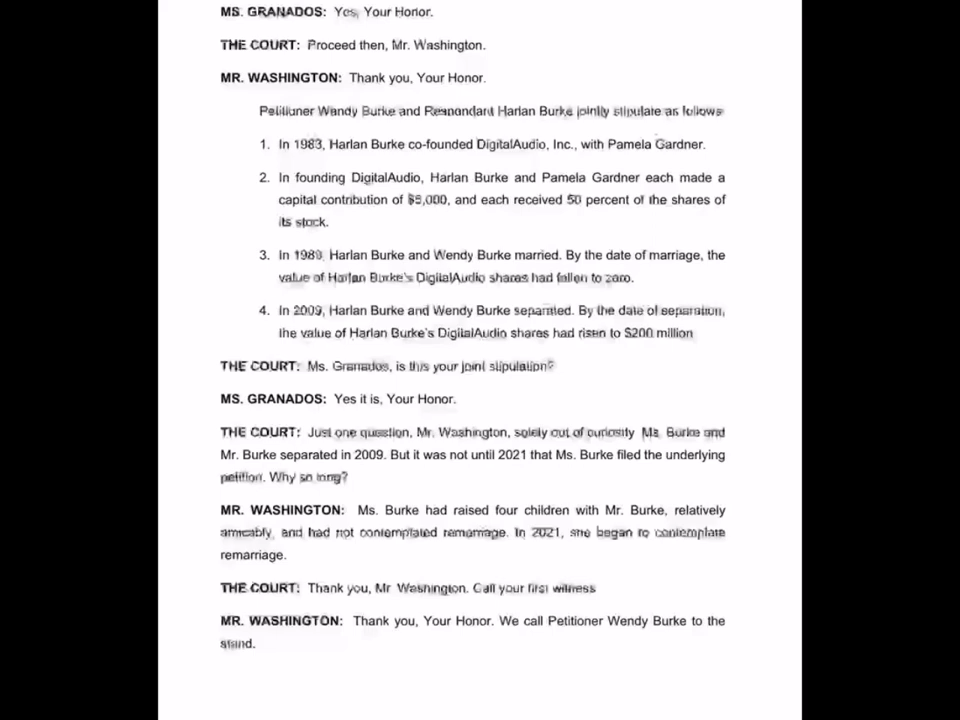 MS. GRANADOS: Yes, Your Honor.
THE COURT: Proceed then, Mr. Washington.
MR. WASHINGTON: Thank you, Your Honor.
Petitioner Wendy Burke and Respondent Harlan Burke jointly stipulate as follows
1. In 1983, Harlan Burke co-founded DigitalAudio, Inc., with Pamela Gardner.
2. In founding DigitalAudio, Harlan Burke and Pamela Gardner each made a
capital contribution of $5,000, and each received 50 percent of the shares of
its stock.
3. In 1989, Harlan Burke and Wendy Burke married. By the date of marriage, the
value of Harlan Burke's DigitalAudio shares had fallen to zero.
4. In 2009, Harlan Burke and Wendy Burke separated. By the date of separation,
the value of Harlan Burke's DigitalAudio shares had risen to $200 million
THE COURT: Ms. Granados, is this your joint stipulation?
MS. GRANADOS: Yes it is, Your Honor.
THE COURT: Just one question, Mr. Washington, solely out of curiosity Ms. Burke and
Mr. Burke separated in 2009. But it was not until 2021 that Ms. Burke filed the underlying
petition. Why so long?
MR. WASHINGTON: Ms. Burke had raised four children with Mr. Burke, relatively
amicably, and had not contemplated remarriage. In 2021, she began to contemplate
remarriage.
THE COURT: Thank you, Mr Washington. Call your first witness
MR. WASHINGTON: Thank you, Your Honor. We call Petitioner Wendy Burke to the
stand.